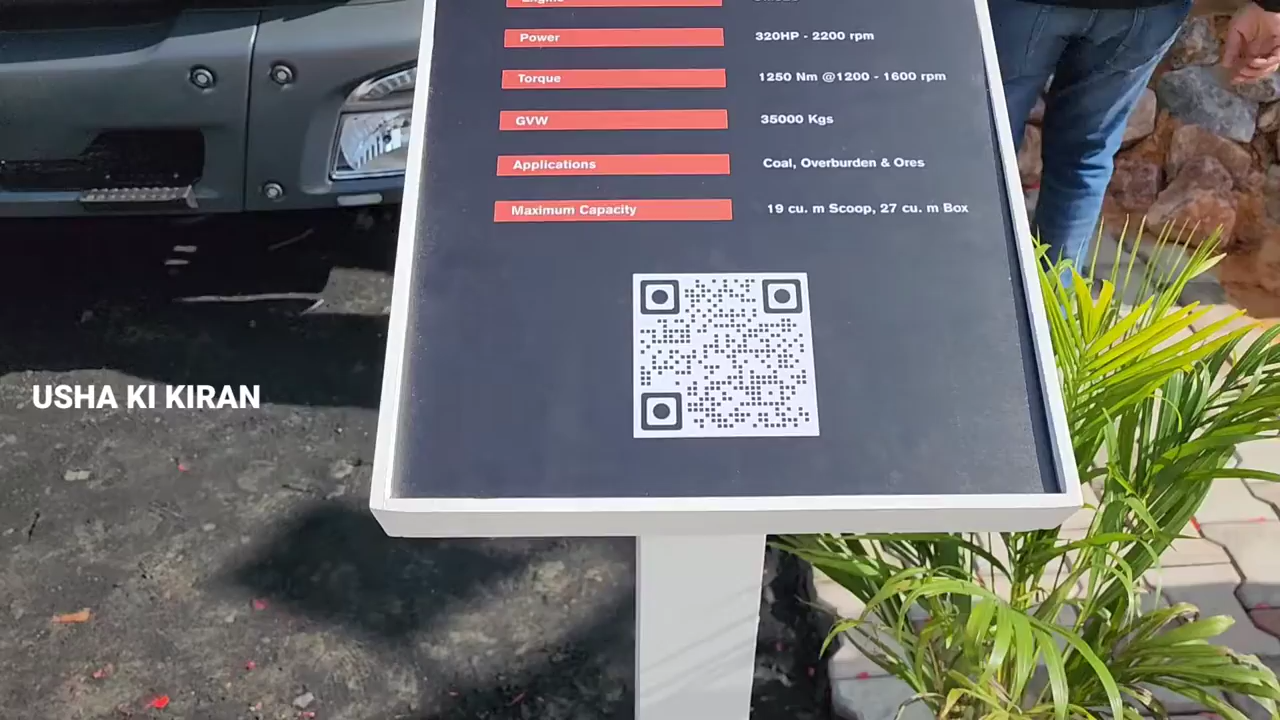 Engine
Power 320HP - 2200 rpm
Torque 1250 Nm @1200 - 1600 rpm
GVW 35000 Kgs
Applications Coal, Overburden & Ores
Maximum Capacity 19 cu. m Scoop, 27 cu. m Box
USHA KI KIRAN